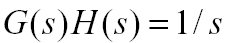 G(s)H(s) = 1/s